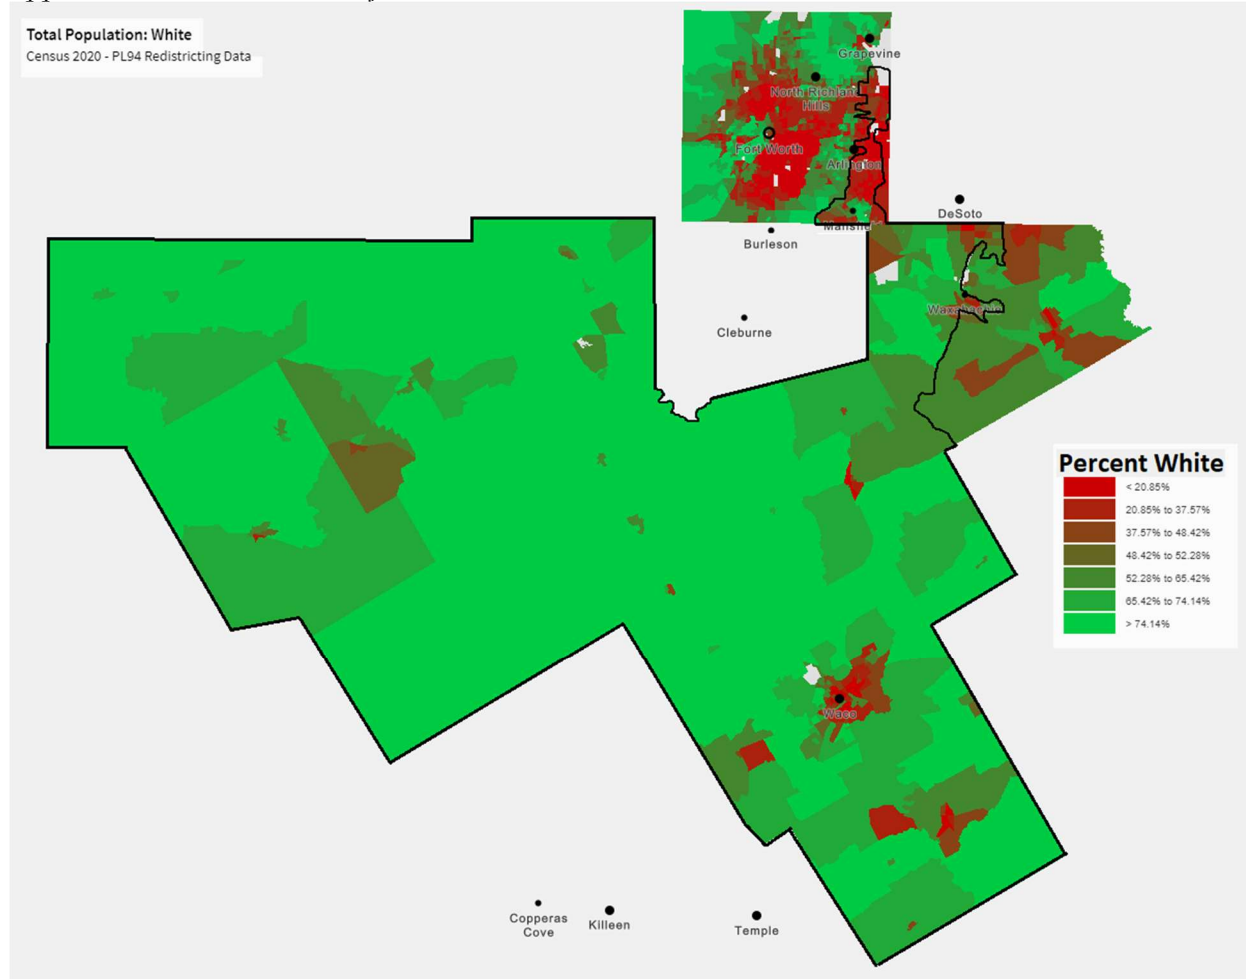 Total Population: White
Census 2020 - PL94 Redistricting Data
Grapevine
North Richland
Hills
Fort Worth
Arlington
DeSoto
Burleson
Cleburne
Percent White
< 20.85%
20.85% to 37.57%
37.57% to 48.42%
48.42% to 52.28%
52.28% to 65.42%
65.42% to 74.14%
> 74.14%
Waco
Copperas
Cove
Killeen
Temple